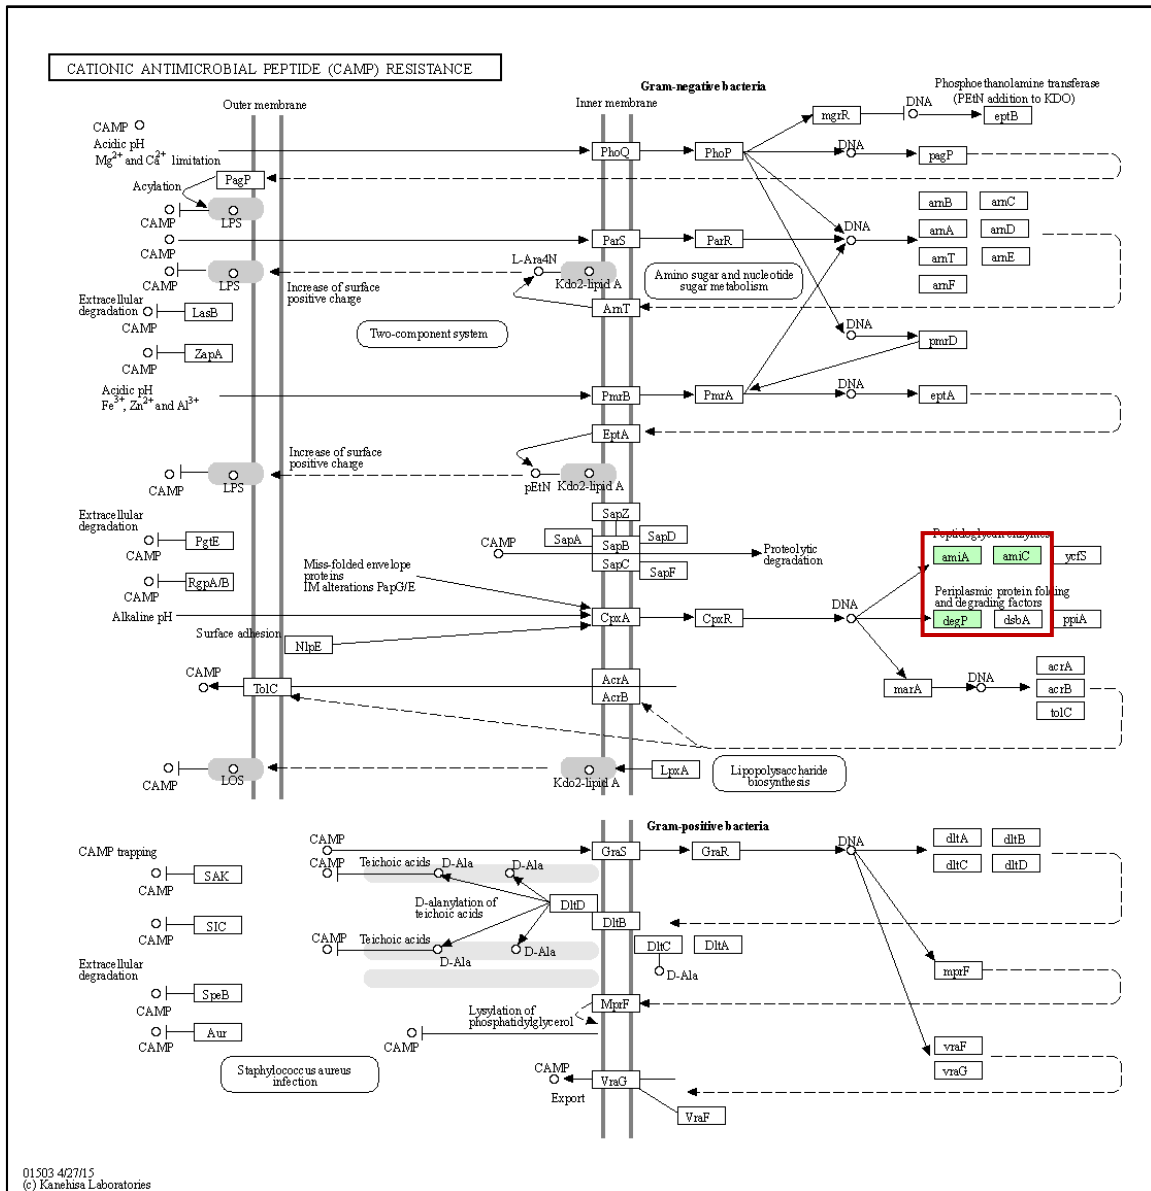 CATIONIC ANTIMICROBIAL PEPTIDE (CAMP) RESISTANCE
Gram-negative bacteria
Phosphoethanolamine transferase
(PEtN addition to KDO)
Outer membrane
Inner membrane
DNA
mgrR
eptB
CAMP
Acidic pH
Mg2+ and Ca2+ limitation
PhoQ
PhoP
DNA
pagP
PagP
Acylation
CAMP
LPS
arnB
arnC
arnA
arnD
arnT
arnE
arnF
DNA
CAMP
ParS
ParR
L-Ara4N
Kdo2-lipid A
Amino sugar and nucleotide
sugar metabolism
CAMP
LPS
Increase of surface
positive charge
ArnT
Extracellular
degradation
LasB
CAMP
Two-component system
DNA
pmrD
ZapA
CAMP
Acidic pH
Fe3+, Zn2+ and Al3+
PmrB
PmrA
DNA
eptA
EptA
Increase of surface
positive charge
CAMP
LPS
pEtN
Kdo2-lipid A
SapZ
Extracellular
degradation
PgtE
CAMP
CAMP
SapA
SapB
SapD
SapC
SapF
Proteolytic
degradation
Peptidoglycan enzymes
amiA
amiC
ycfS
Miss-folded envelope
proteins
IM alterations PapG/E
RgpA/B
CAMP
Periplasmic protein folding
and degrading factors
degP
dsbA
ppiA
Alkaline pH
CpxA
CpxR
DNA
Surface adhesion
NlpE
CAMP
TolC
AcrA
AcrB
marA
DNA
acrA
acrB
tolC
CAMP
LOS
Kdo2-lipid A
LpxA
Lipopolysaccharide
biosynthesis
Gram-positive bacteria
CAMP trapping
CAMP
GraS
GraR
DNA
dltA
dltB
dltC
dltD
SAK
CAMP
CAMP
Teichoic acids
D-Ala
D-Ala
D-alanylation of
teichoic acids
DltD
DltB
SIC
CAMP
CAMP
Teichoic acids
D-Ala
D-Ala
DltC
DltA
D-Ala
Extracellular
degradation
SpeB
CAMP
mprF
MprF
Lysylation of
phosphatidylglycerol
Aur
CAMP
CAMP
vraF
vraG
Staphylococcus aureus
infection
CAMP
VraG
Export
VraF
01503 4/27/15
(c) Kanehisa Laboratories